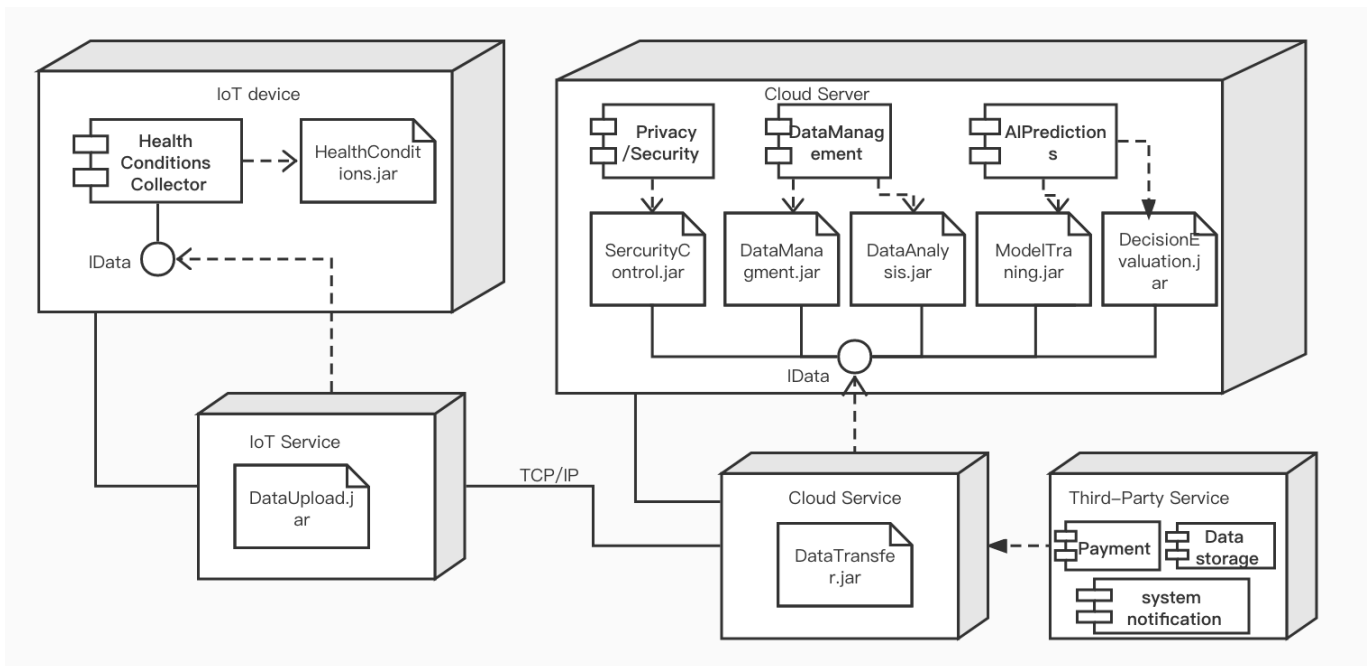 IoT device
Health
Conditions
Collector
HealthCondit
ions.jar
IData
Cloud Server
Privacy
/Security
DataManag
ement
AIPrediction
s
SercurityC
ontrol.jar
DataMana
gment.jar
DataAnaly
sis.jar
ModelTra
ning.jar
DecisionE
valuation.j
ar
IData
IoT Service
DataUpload.j
ar
TCP/IP
Cloud Service
DataTransfe
r.jar
Third-Party Service
Payment
Data
storage
system
notification